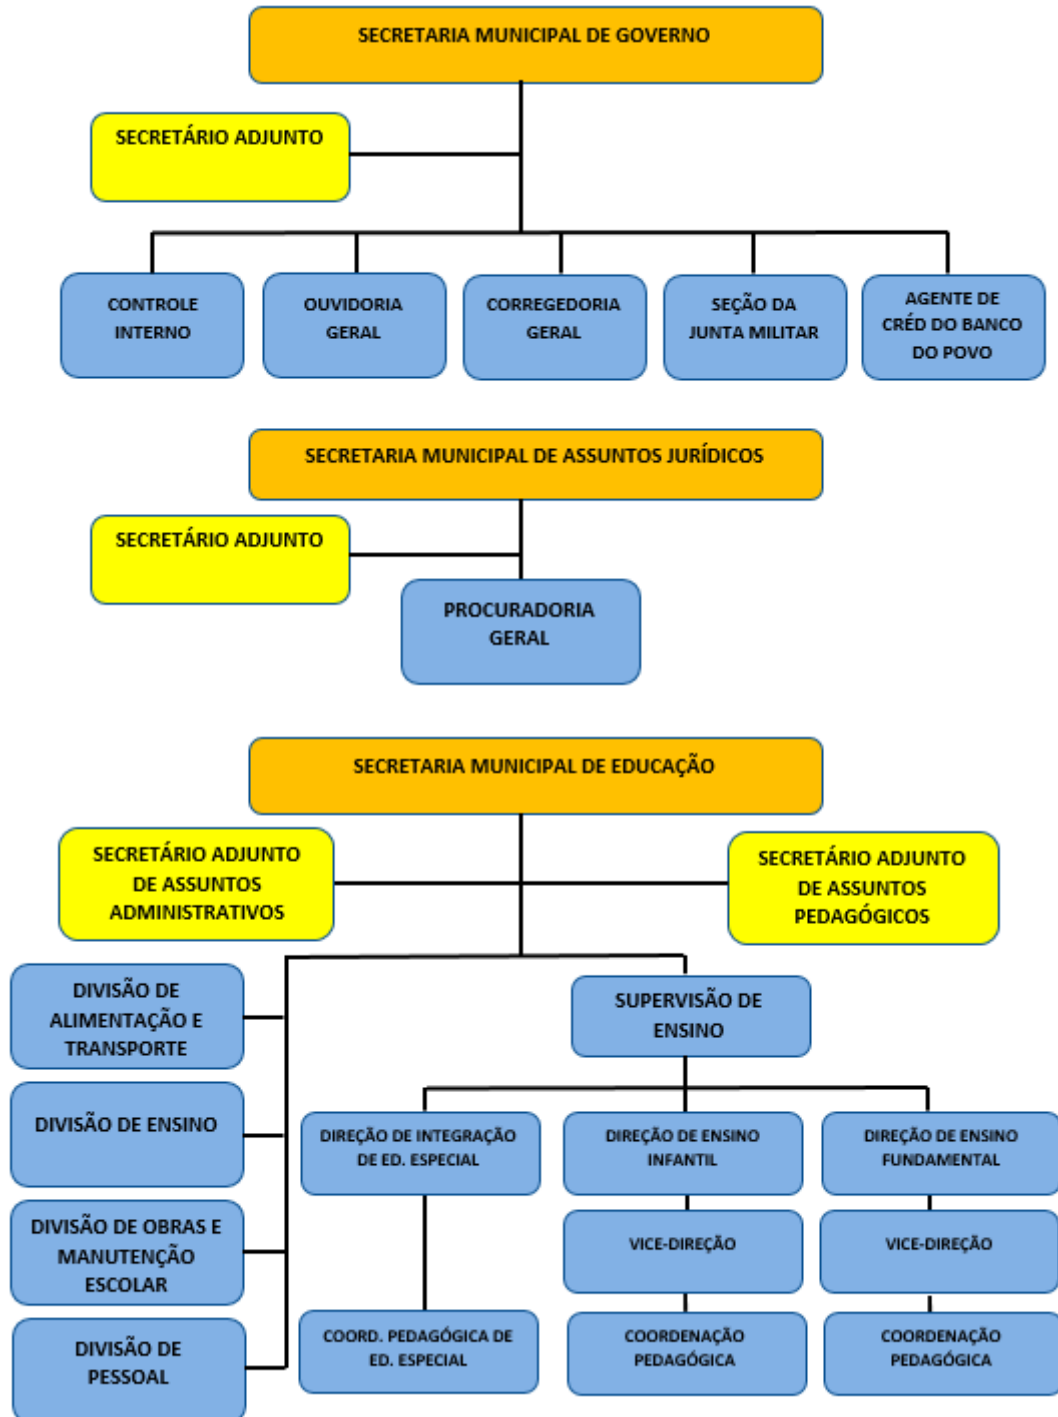 SECRETARIA MUNICIPAL DE GOVERNO
SECRETÁRIO ADJUNTO
CONTROLE
INTERNO
OUVIDORIA
GERAL
CORREGEDORIA
GERAL
SEÇÃO DA
JUNTA MILITAR
AGENTE DE
CRÉD DO BANCO
DO POVO
SECRETARIA MUNICIPAL DE ASSUNTOS JURÍDICOS
SECRETÁRIO ADJUNTO
PROCURADORIA
GERAL
SECRETARIA MUNICIPAL DE EDUCAÇÃO
SECRETÁRIO ADJUNTO
DE ASSUNTOS
ADMINISTRATIVOS
SECRETÁRIO ADJUNTO
DE ASSUNTOS
PEDAGÓGICOS
DIVISÃO DE
ALIMENTAÇÃO E
TRANSPORTE
DIVISÃO DE ENSINO
DIVISÃO DE OBRAS E
MANUTENÇÃO
ESCOLAR
DIVISÃO DE
PESSOAL
SUPERVISÃO DE
ENSINO
DIREÇÃO DE INTEGRAÇÃO
DE ED. ESPECIAL
COORD. PEDAGÓGICA DE
ED. ESPECIAL
DIREÇÃO DE ENSINO
INFANTIL
VICE-DIREÇÃO
COORDENAÇÃO
PEDAGÓGICA
DIREÇÃO DE ENSINO
FUNDAMENTAL
VICE-DIREÇÃO
COORDENAÇÃO
PEDAGÓGICA